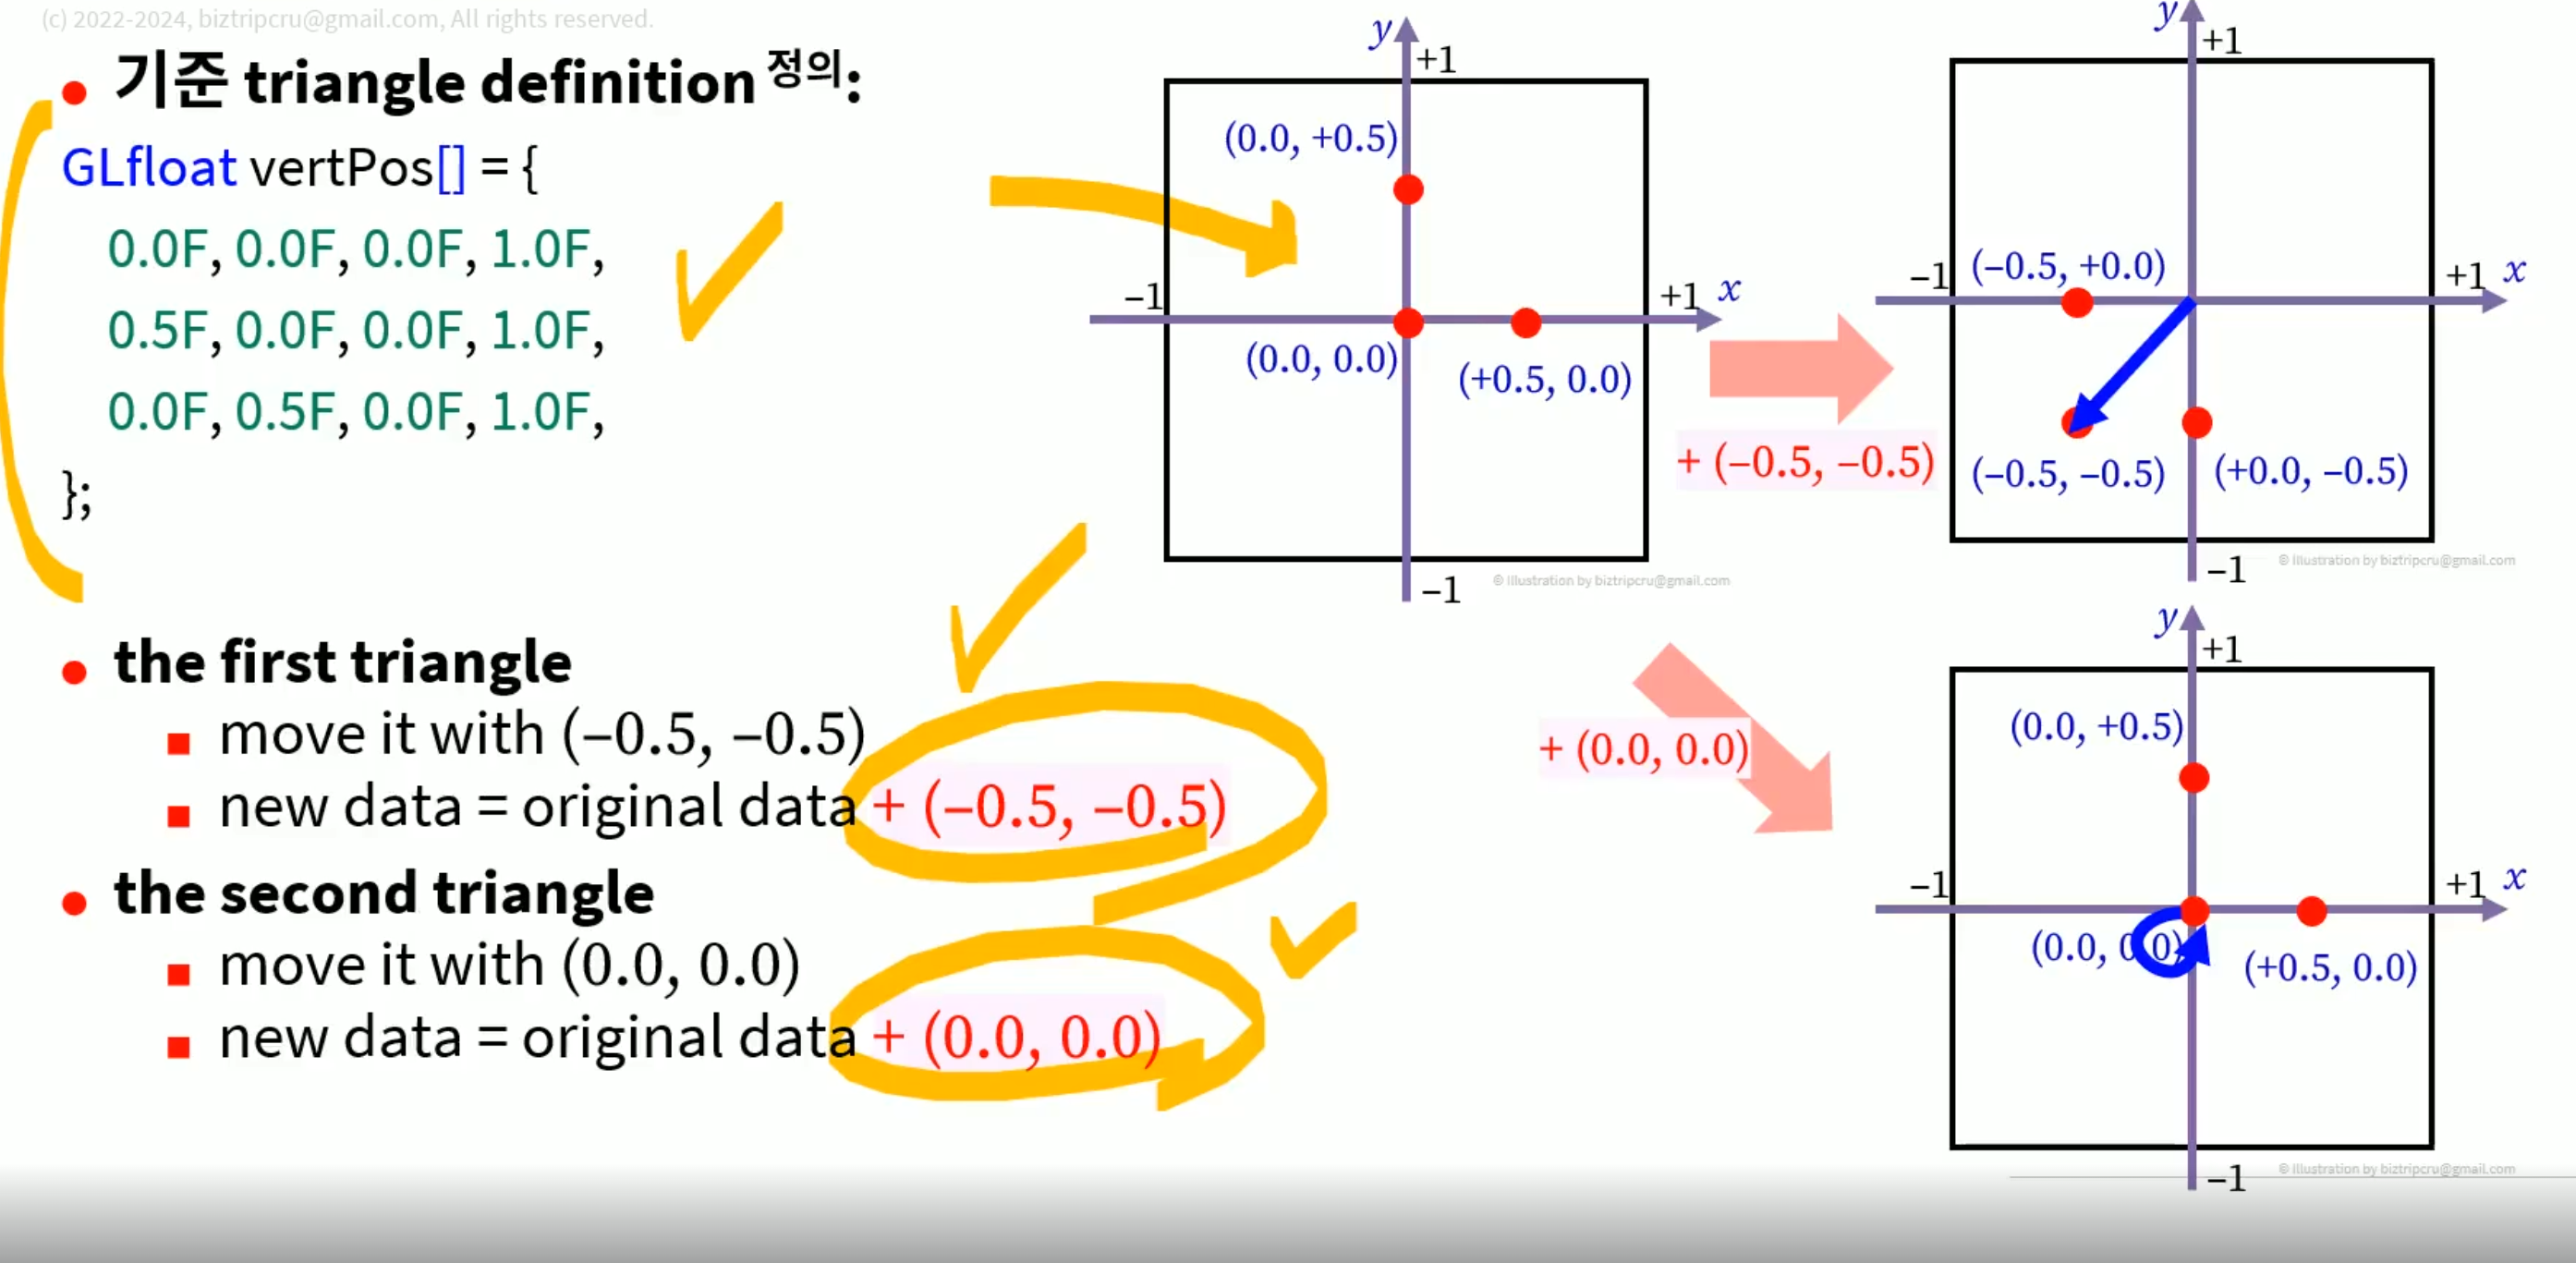 (c) 2022-2024, biztripcru@gmail.com, All rights reserved.
• 기준 triangle definition 정의:
GLfloat vertPos[] = {
0.0F, 0.0F, 0.0F, 1.0F,
0.5F, 0.0F, 0.0F, 1.0F,
0.0F, 0.5F, 0.0F, 1.0F,
};
• the first triangle
▪ move it with (–0.5, –0.5)
▪ new data = original data + (–0.5, –0.5)
• the second triangle
▪ move it with (0.0, 0.0)
▪ new data = original data + (0.0, 0.0)
y
+1
(0.0, +0.5)
–1
+1 x
(0.0, 0.0)
(+0.5, 0.0)
–1
© Illustration by biztripcru@gmail.com
+ (–0.5, –0.5)
y
+1
(–0.5, +0.0)
–1
+1 x
(–0.5, –0.5)
(+0.0, –0.5)
–1
© Illustration by biztripcru@gmail.com
+ (0.0, 0.0)
y
+1
(0.0, +0.5)
–1
+1 x
(0.0, 0.0)
(+0.5, 0.0)
–1
© Illustration by biztripcru@gmail.com